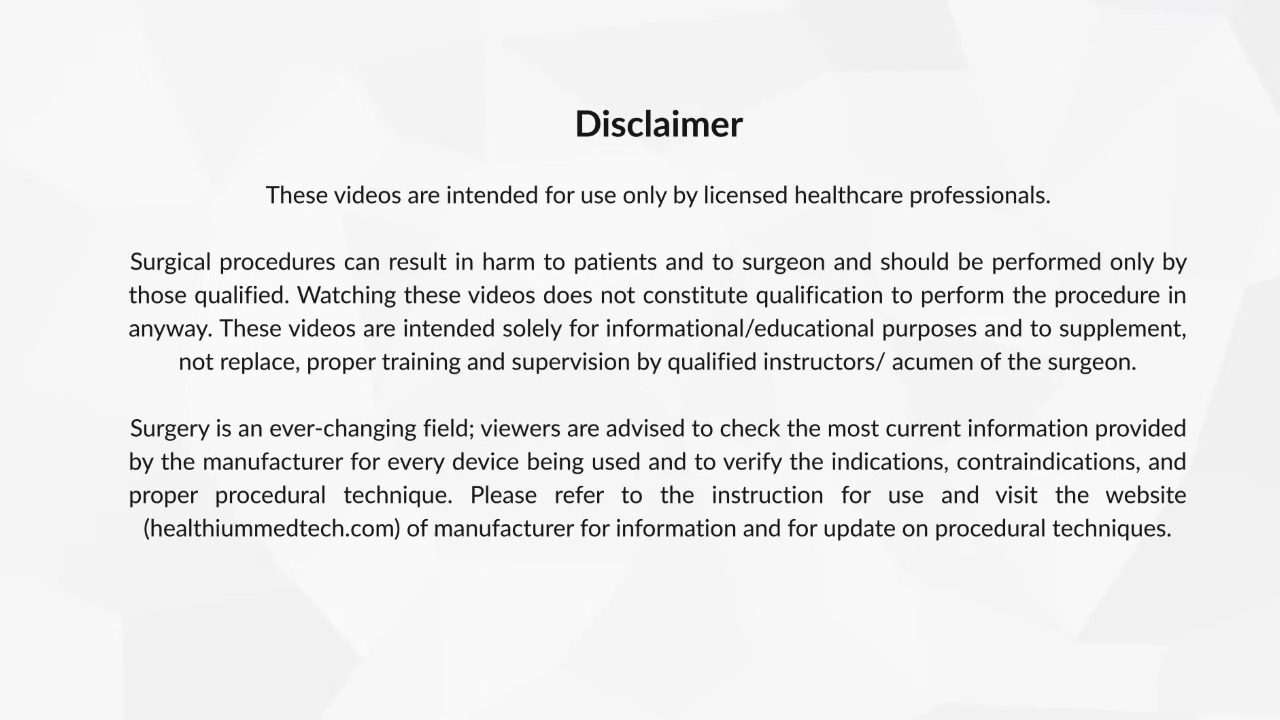 Disclaimer
These videos are intended for use only by licensed healthcare professionals.
Surgical procedures can result in harm to patients and to surgeon and should be performed only by
those qualified. Watching these videos does not constitute qualification to perform the procedure in
anyway. These videos are intended solely for informational/educational purposes and to supplement,
not replace, proper training and supervision by qualified instructors/ acumen of the surgeon.
Surgery is an ever-changing field; viewers are advised to check the most current information provided
by the manufacturer for every device being used and to verify the indications, contraindications, and
proper procedural technique. Please refer to the instruction for use and visit the website
(healthiummedtech.com) of manufacturer for information and for update on procedural techniques.